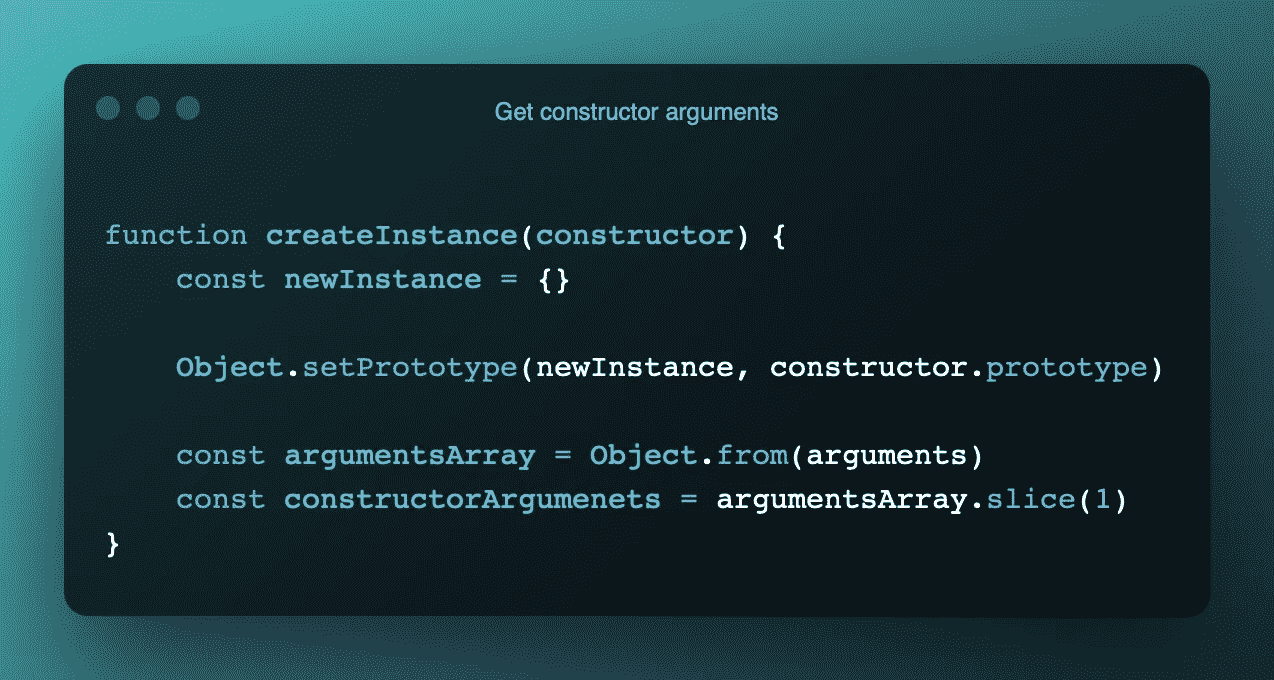 Get constructor arguments
function createInstance(constructor) {
const newInstance = {}
Object.setPrototype(newInstance, constructor.prototype)
const argumentsArray = Object.from(arguments)
const constructorArgumenets = argumentsArray.slice(1)
}